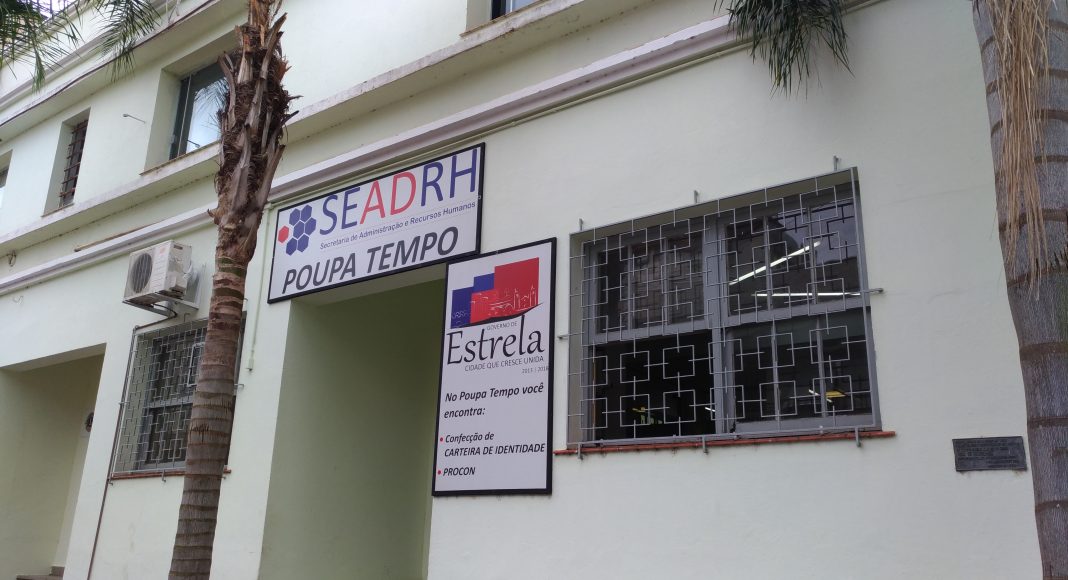 SEADRH
Secretaria de Administração e Recursos Humanos
POUPA TEMPO
GOVERNO DE
Estrela
CIDADE QUE CRESCE UNIDA
No Poupa Tempo você
encontra:
• Confecção de
CARTEIRA DE IDENTIDADE
• PROCON